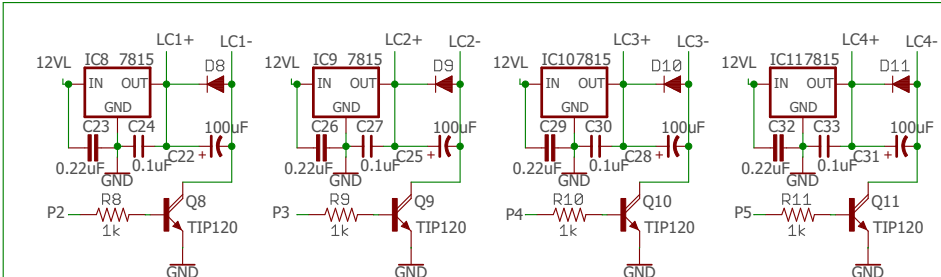 LC1+ LC1- LC2+ LC2- LC3+ LC3- LC4+ LC4-
12VL IC8 7815 D8 12VL IC9 7815 D9 12VL IC10 7815 D10 12VL IC11 7815 D11
IN OUT IN OUT IN OUT IN OUT
GND GND GND GND
C23 C24 100uF C26 C27 100uF C29 C30 100uF C32 C33 100uF
C22 + C25 + C28 + C31 +
0.22uF 0.1uF 0.22uF 0.1uF 0.22uF 0.1uF 0.22uF 0.1uF
GND GND GND GND
R8 Q8 R9 Q9 R10 Q10 R11 Q11
P2 P3 P4 P5
1k TIP120 1k TIP120 1k TIP120 1k TIP120
GND GND GND GND